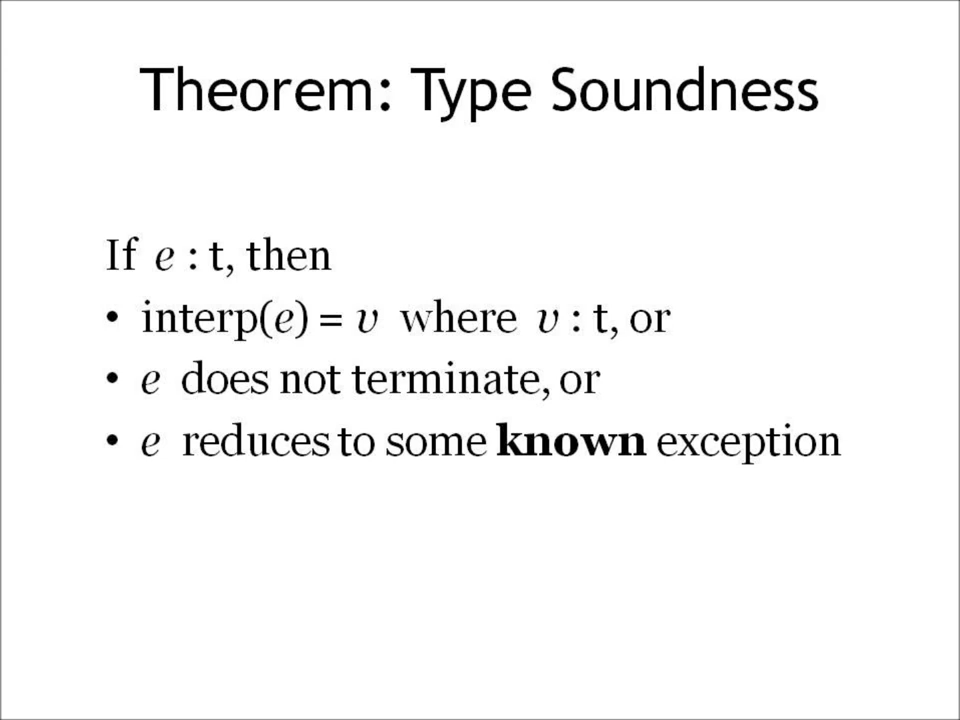 Theorem: Type Soundness
If e : t, then
• interp(e) = v where v : t, or
• e does not terminate, or
• e reduces to some known exception